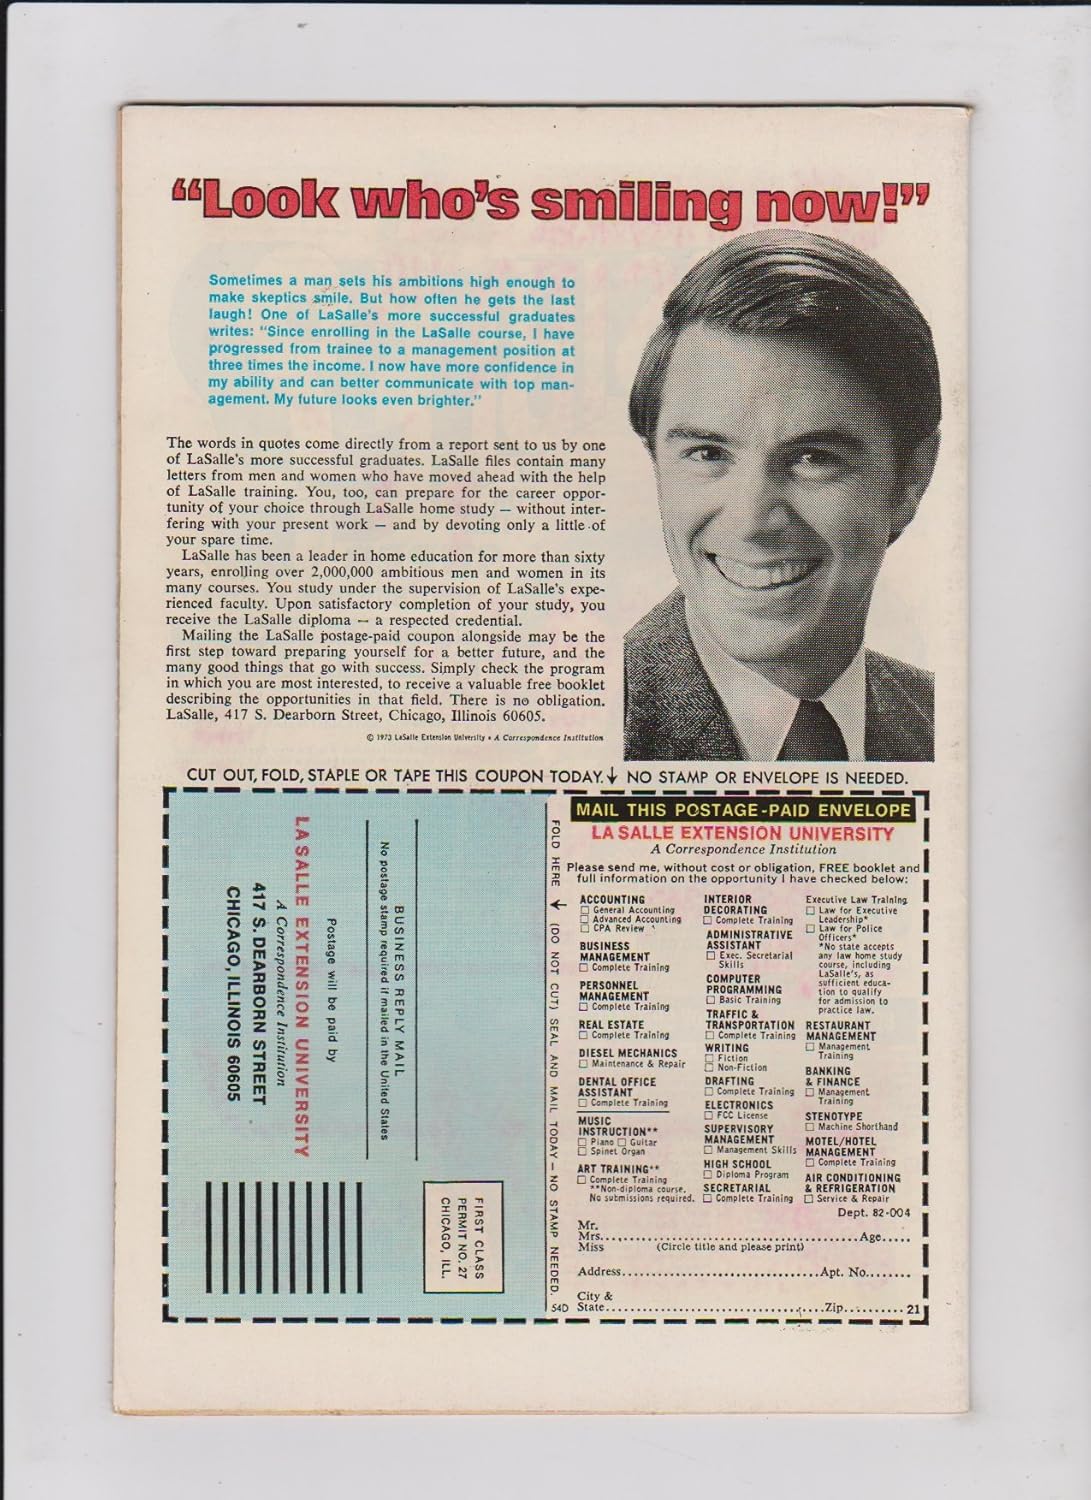 “Look who’s smiling now!”
Sometimes a man sets his ambitions high enough to
make skeptics smile. But how often he gets the last
laugh! One of LaSalle's more successful graduates
writes: "Since enrolling in the LaSalle course, I have
progressed from trainee to a management position at
three times the income. I now have more confidence in
my ability and can better communicate with top man-
agement. My future looks even brighter."
The words in quotes come directly from a report sent to us by one
of LaSalle's more successful graduates. LaSalle files contain many
letters from men and women who have moved ahead with the help
of LaSalle training. You, too, can prepare for the career oppor-
tunity of your choice through LaSalle home study — without inter-
fering with your present work — and by devoting only a little of
your spare time.
LaSalle has been a leader in home education for more than sixty
years, enrolling over 2,000,000 ambitious men and women in its
many courses. You study under the supervision of LaSalle's expe-
rienced faculty. Upon satisfactory completion of your study, you
receive the LaSalle diploma — a respected credential.
Mailing the LaSalle postage-paid coupon alongside may be the
first step toward preparing yourself for a better future, and the
many good things that go with success. Simply check the program
in which you are most interested, to receive a valuable free booklet
describing the opportunities in that field. There is no obligation.
LaSalle, 417 S. Dearborn Street, Chicago, Illinois 60605.
© 1973 LaSalle Extension University • A Correspondence Institution
CUT OUT, FOLD, STAPLE OR TAPE THIS COUPON TODAY.↓ NO STAMP OR ENVELOPE IS NEEDED.
FIRST CLASS
PERMIT NO. 27
CHICAGO, ILL.
BUSINESS REPLY MAIL
No postage stamp required if mailed in the United States
Postage will be paid by
LA SALLE EXTENSION UNIVERSITY
A Correspondence Institution
417 S. DEARBORN STREET
CHICAGO, ILLINOIS 60605
FOLD HERE ↓ (DO NOT CUT) SEAL AND MAIL TODAY — NO STAMP NEEDED.
MAIL THIS POSTAGE-PAID ENVELOPE
LA SALLE EXTENSION UNIVERSITY
A Correspondence Institution
Please send me, without cost or obligation, FREE booklet and
full information on the opportunity I have checked below:
ACCOUNTING
☐ General Accounting
☐ Advanced Accounting
☐ CPA Review
BUSINESS
MANAGEMENT
☐ Complete Training
PERSONNEL
MANAGEMENT
☐ Complete Training
REAL ESTATE
☐ Complete Training
DIESEL MECHANICS
☐ Maintenance & Repair
DENTAL OFFICE
ASSISTANT
☐ Complete Training
MUSIC
INSTRUCTION**
☐ Piano ☐ Guitar
☐ Spinet Organ
ART TRAINING**
☐ Complete Training
**Non-diploma course.
No submissions required.
INTERIOR
DECORATING
☐ Complete Training
ADMINISTRATIVE
ASSISTANT
☐ Exec. Secretarial
Skills
COMPUTER
PROGRAMMING
☐ Basic Training
TRAFFIC &
TRANSPORTATION
☐ Complete Training
WRITING
☐ Fiction
☐ Non-Fiction
DRAFTING
☐ Complete Training
ELECTRONICS
☐ FCC License
SUPERVISORY
MANAGEMENT
☐ Management Skills
HIGH SCHOOL
☐ Diploma Program
SECRETARIAL
☐ Complete Training
Executive Law Training
☐ Law for Executive
Leadership*
☐ Law for Police
Officers*
*No state accepts
any law home study
course, including
LaSalle's, as
sufficient educa-
tion to qualify
for admission to
practice law.
RESTAURANT
MANAGEMENT
☐ Management
Training
BANKING
& FINANCE
☐ Management
Training
STENOTYPE
☐ Machine Shorthand
MOTEL/HOTEL
MANAGEMENT
☐ Complete Training
AIR CONDITIONING
& REFRIGERATION
☐ Service & Repair
Dept. 82-004
Mr.
Mrs. Age
Miss (Circle title and please print)
Address Apt. No.
City &
S4D State Zip 21